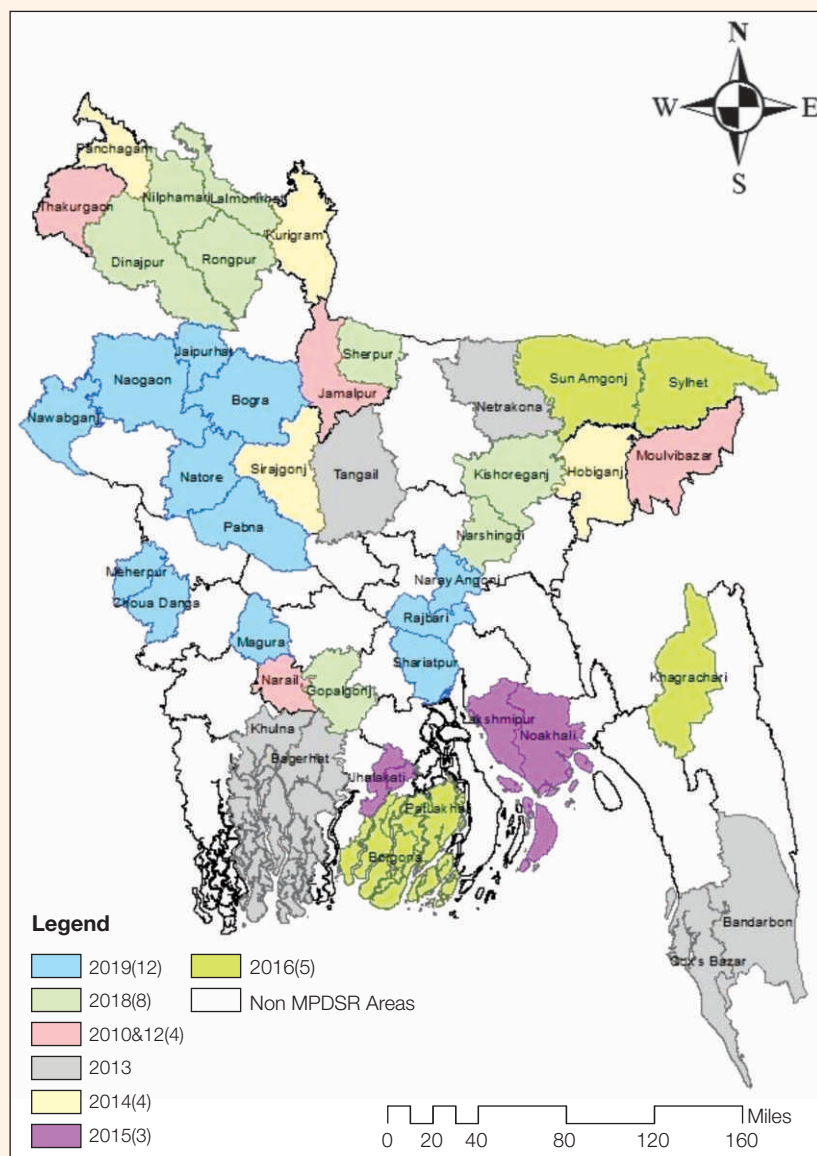 N
W E
S
Panchagarh
Nilphamari
Lalmonirhat
Thakurgaon
Kurigram
Dinajpur
Rongpur
Jaipurhat
Sherpur
Naogaon
Bogra
Jamalpur
Sun Amgonj
Sylhet
Netrakona
Nawabganj
Moulvibazar
Sirajgonj
Tangail
Kishoreganj
Hobiganj
Natore
Pabna
Narshingdi
Meherpur
Naray Angonj
Choua Danga
Rajbari
Magura
Shariatpur
Narail
Gopalgonj
Khagrachari
Khulna
Lakshmipur
Noakhali
Bagerhat
Jhalakati
Patuakhali
Borgona
Bandarbon
Cox's Bazar
Legend
2019(12) 2016(5)
2018(8) Non MPDSR Areas
2010&12(4)
2013
2014(4)
2015(3)
Miles
0 20 40 80 120 160